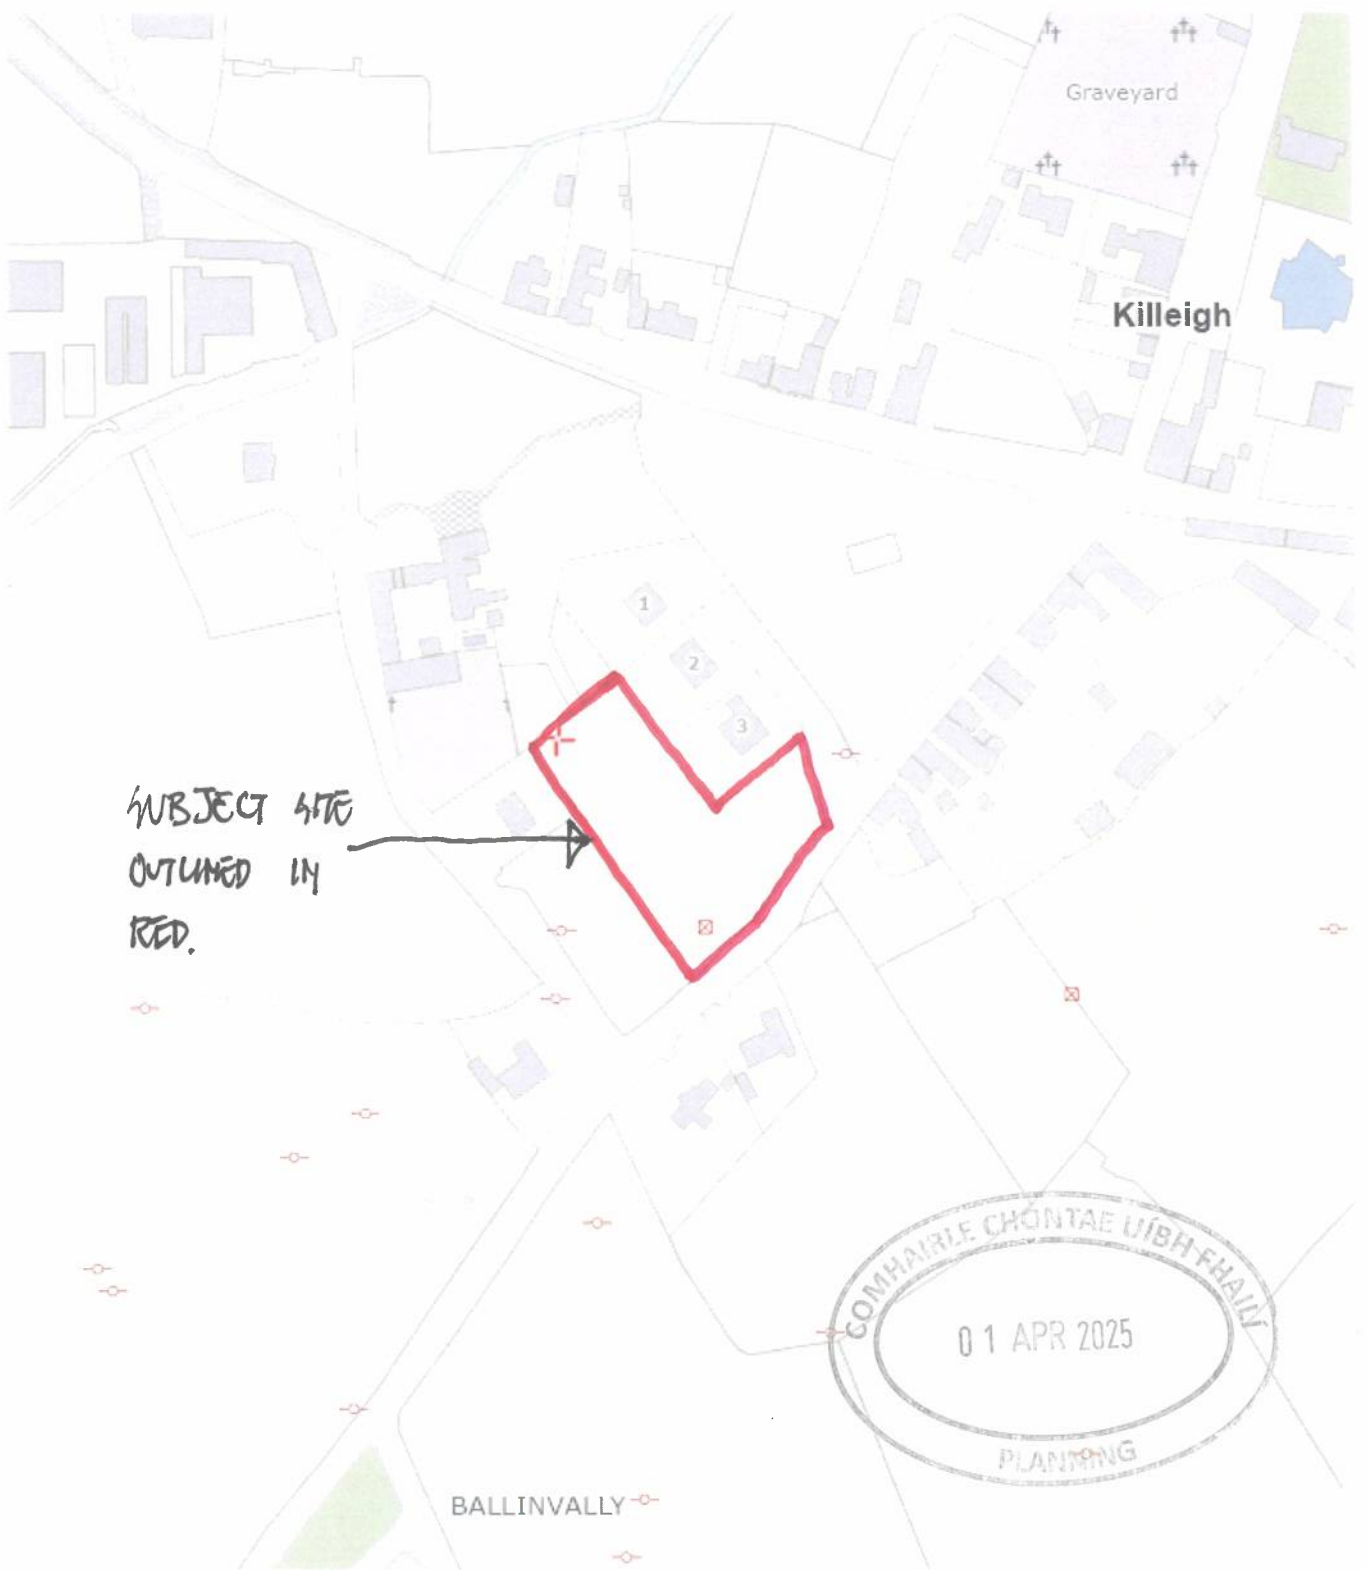 Graveyard
Killeigh
1
2
3
SUBJECT SITE
OUTLINED IN
RED.
COMHAIRLE CHONTAE UÍBH FHAILÍ
01 APR 2025
PLANNING
BALLINVALLY